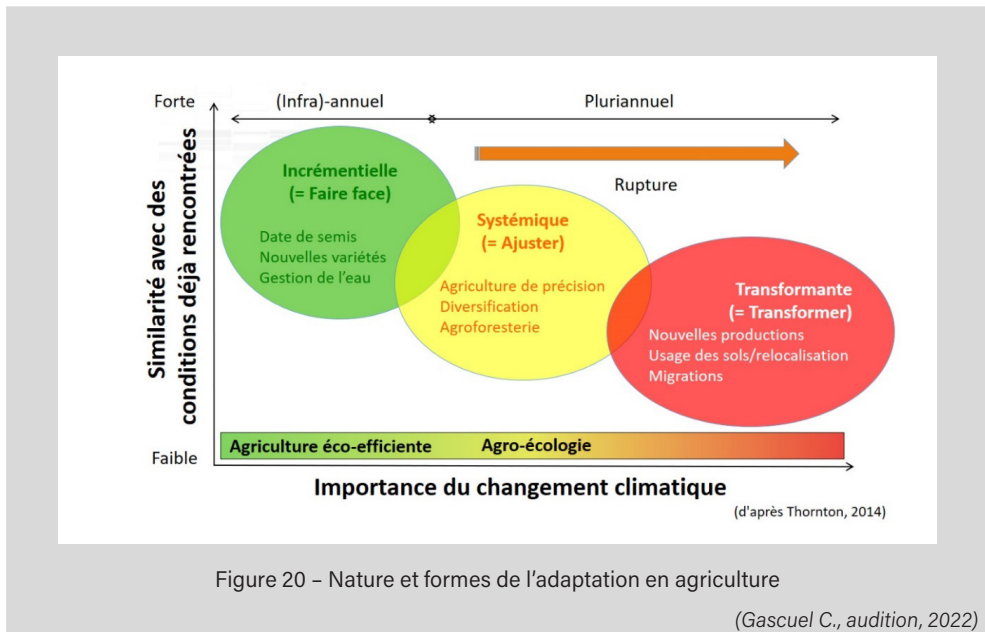 Forte
(Infra)-annuel
Pluriannuel
Similarité avec des
conditions déjà rencontrées
Incrémentielle
(= Faire face)
Date de semis
Nouvelles variétés
Gestion de l'eau
Rupture
Systémique
(= Ajuster)
Agriculture de précision
Diversification
Agroforesterie
Transformante
(= Transformer)
Nouvelles productions
Usage des sols/relocalisation
Migrations
Agriculture éco-efficiente
Agro-écologie
Faible
Importance du changement climatique
(d'après Thornton, 2014)
Figure 20 – Nature et formes de l'adaptation en agriculture
(Gascuel C., audition, 2022)